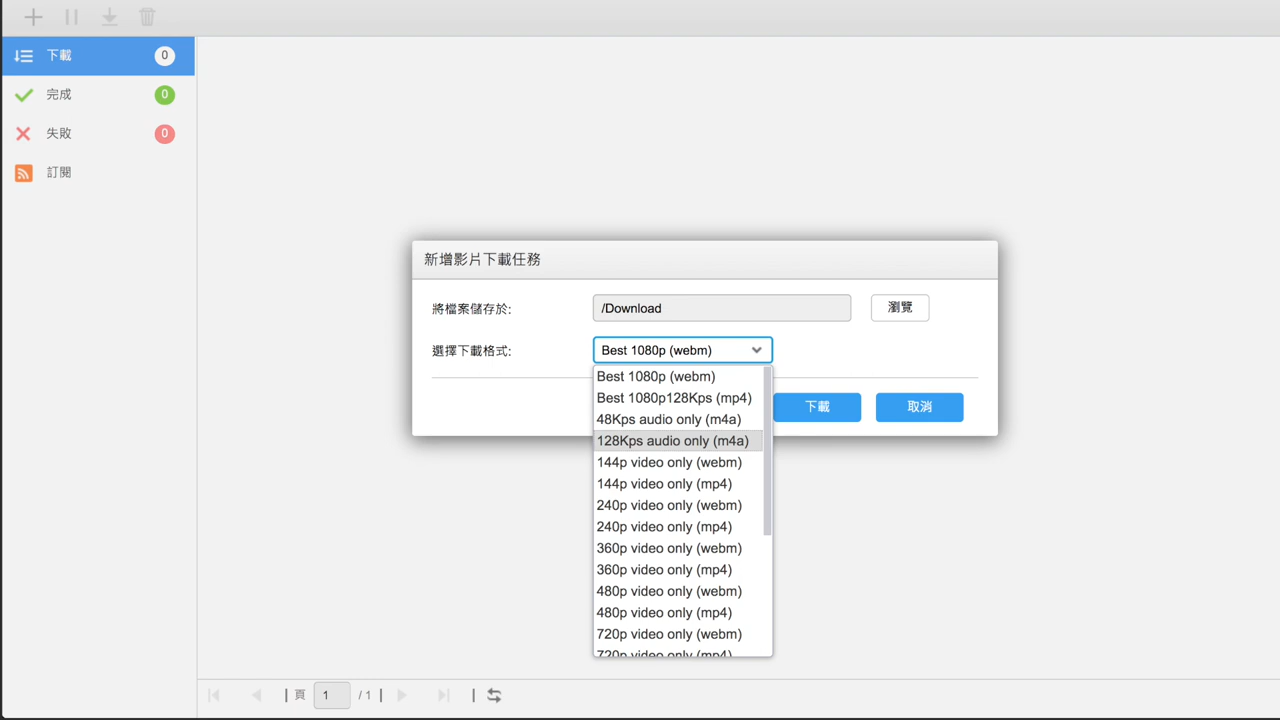 下載 0
完成 0
失敗 0
訂閱
新增影片下載任務
將檔案儲存於: /Download 瀏覽
選擇下載格式: Best 1080p (webm)
Best 1080p (webm)
Best 1080p128Kps (mp4)
下載 取消
48Kps audio only (m4a)
128Kps audio only (m4a)
144p video only (webm)
144p video only (mp4)
240p video only (webm)
240p video only (mp4)
360p video only (webm)
360p video only (mp4)
480p video only (webm)
480p video only (mp4)
720p video only (webm)
720p video only (mp4)
頁 1 / 1